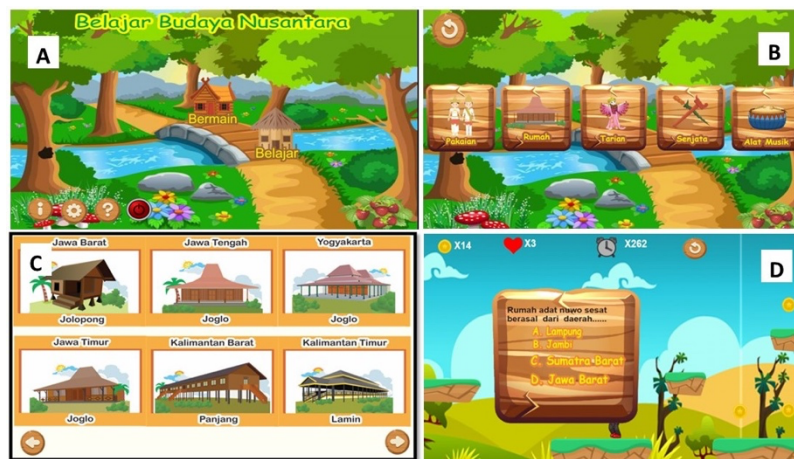 Belajar Budaya Nusantara
A
Bermain
Belajar
B
Pakaian
Rumah
Tarian
Senjata
Alat Musik
C
Jawa Barat
Jawa Tengah
Yogyakarta
Jolopong
Joglo
Joglo
Jawa Timur
Kalimantan Barat
Kalimantan Timur
Joglo
Panjang
Lamin
D
X14
X3
X262
Rumah adat nuwo sesat
berasal dari daerah......
A. Lampung
B. Jambi
C. Sumatra Barat
D. Jawa Barat